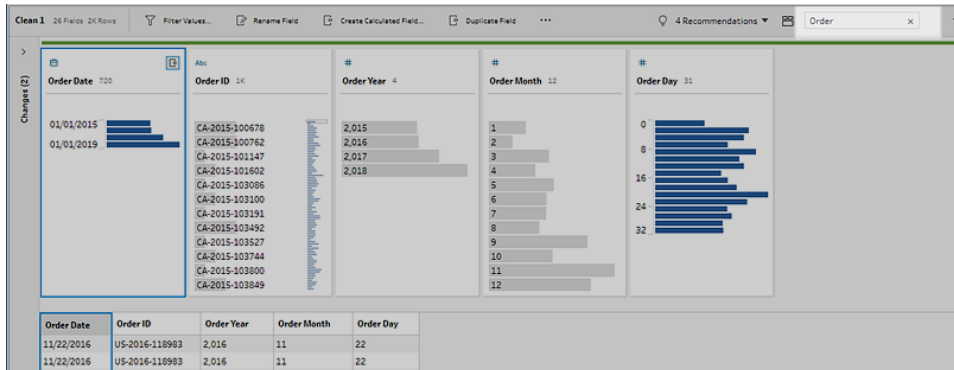 Clean 1 26 Fields 2K Rows Filter Values... Rename Field Create Calculated Field... Duplicate Field ... 4 Recommendations Order ×
Changes (2)
Order Date 720
01/01/2015
01/01/2019
Abc
Order ID 1K
CA-2015-100678
CA-2015-100762
CA-2015-101147
CA-2015-101602
CA-2015-103086
CA-2015-103100
CA-2015-103191
CA-2015-103492
CA-2015-103527
CA-2015-103744
CA-2015-103800
CA-2015-103849
#
Order Year 4
2,015
2,016
2,017
2,018
#
Order Month 12
1
2
3
4
5
6
7
8
9
10
11
12
#
Order Day 31
0
8
16
24
32
Order Date Order ID Order Year Order Month Order Day
11/22/2016 US-2016-118983 2,016 11 22
11/22/2016 US-2016-118983 2,016 11 22